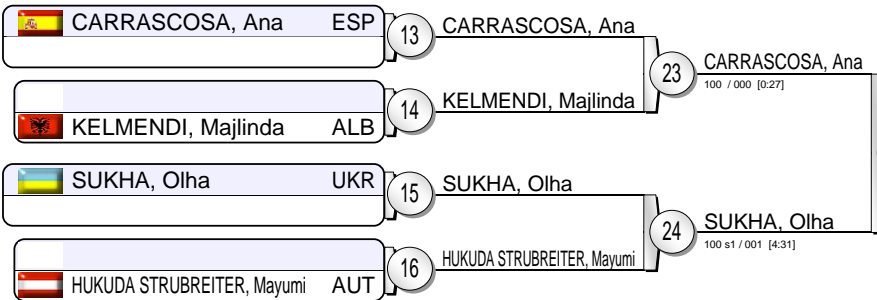 CARRASCOSA, Ana ESP
13
CARRASCOSA, Ana
23
CARRASCOSA, Ana
100 / 000 [0:27]
14
KELMENDI, Majlinda
KELMENDI, Majlinda ALB
SUKHA, Olha UKR
15
SUKHA, Olha
24
SUKHA, Olha
100 s1 / 001 [4:31]
16
HUKUDA STRUBREITER, Mayumi
HUKUDA STRUBREITER, Mayumi AUT